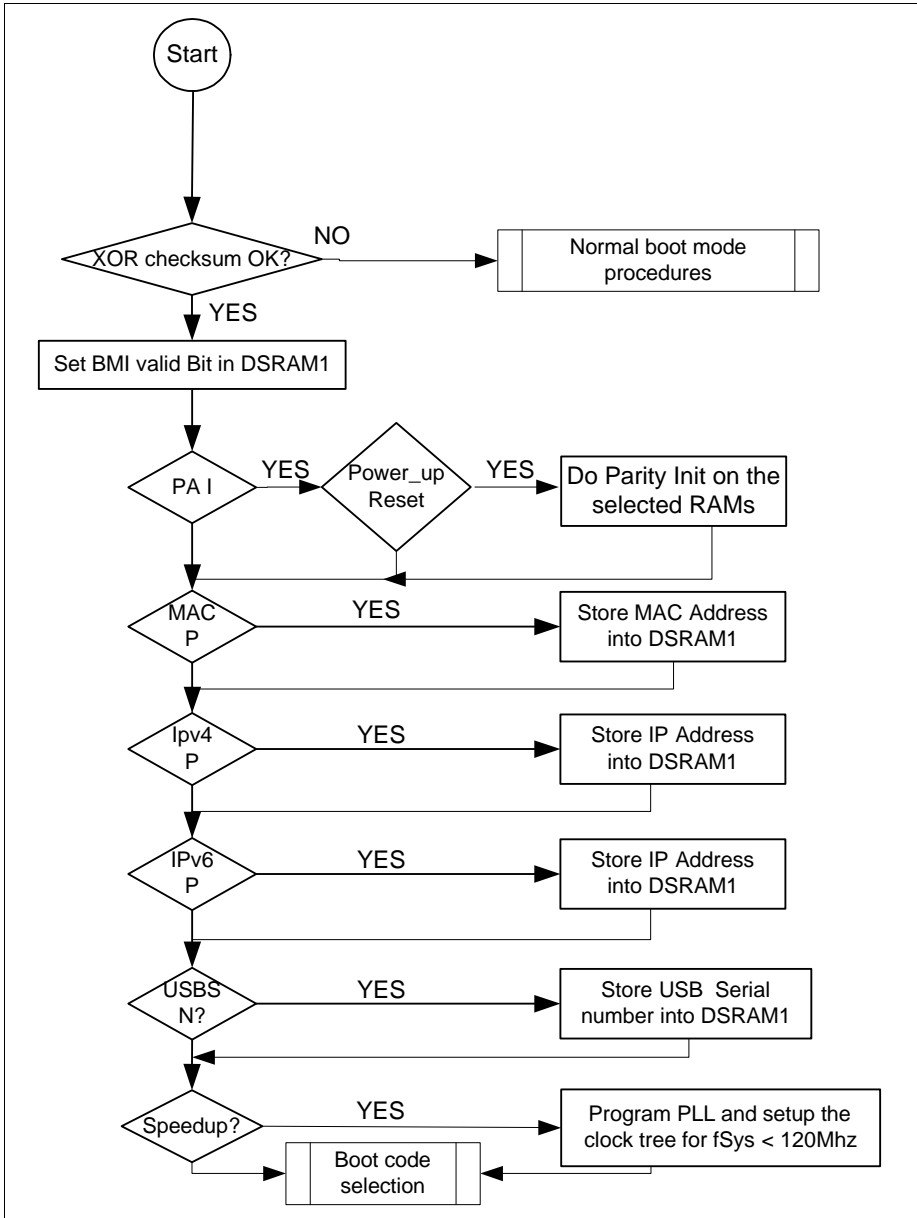 Start
XOR checksum OK?
NO
Normal boot mode
procedures
YES
Set BMI valid Bit in DSRAM1
PA I
YES
Power_up
Reset
YES
Do Parity Init on the
selected RAMs
MAC
P
YES
Store MAC Address
into DSRAM1
Ipv4
P
YES
Store IP Address
into DSRAM1
IPv6
P
YES
Store IP Address
into DSRAM1
USBS
N?
YES
Store USB Serial
number into DSRAM1
Speedup?
YES
Program PLL and setup the
clock tree for fSys < 120Mhz
Boot code
selection